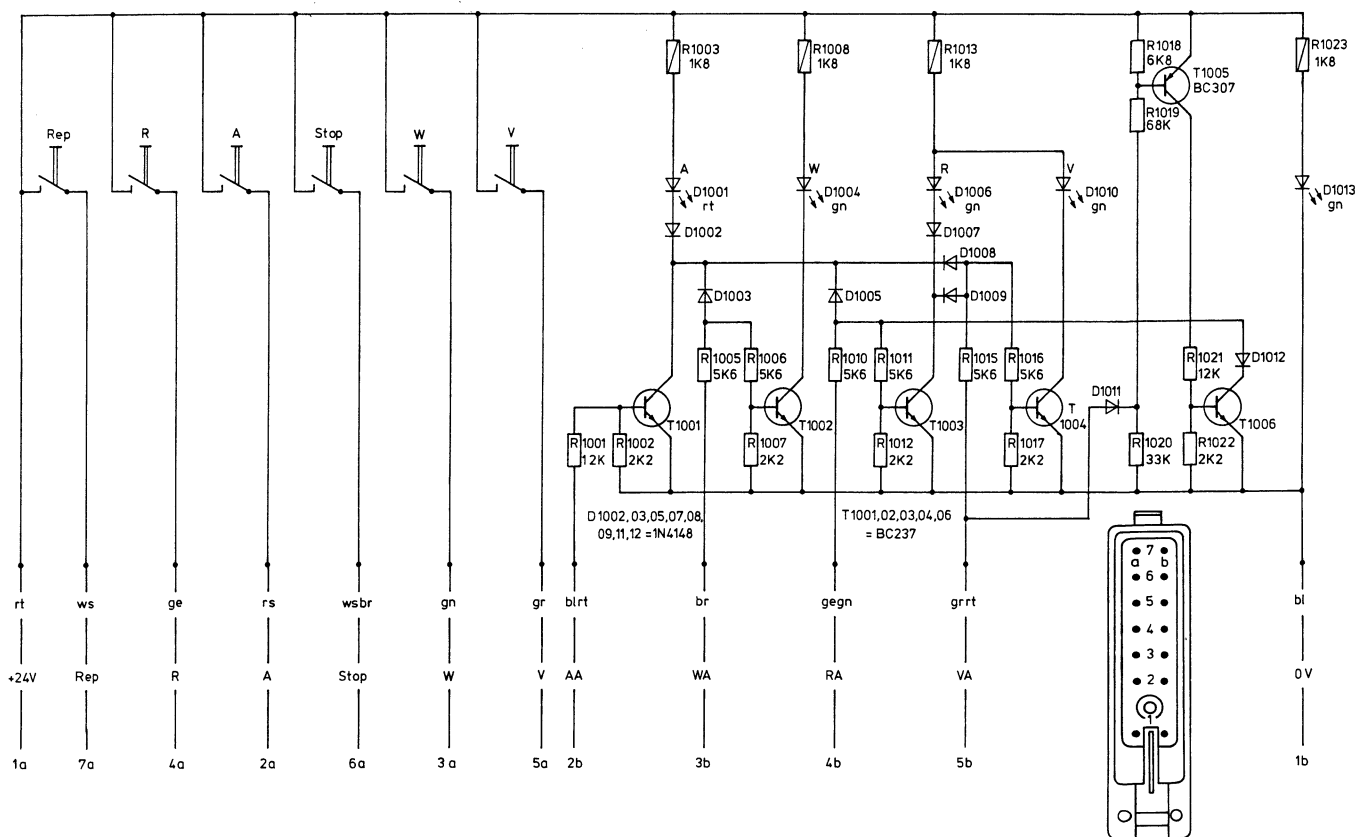 R1003
1K8
R1008
1K8
R1013
1K8
R1018
6K8
T1005
BC307
R1023
1K8
R1019
68K
Rep
R
A
Stop
W
V
A
D1001
rt
W
D1004
gn
R
D1006
gn
V
D1010
gn
D1013
gn
D1002
D1007
D1008
D1003
D1005
D1009
R1005
5K6
R1006
5K6
R1010
5K6
R1011
5K6
R1015
5K6
R1016
5K6
R1021
12K
D1012
D1011
T1001
T1002
T1003
T
1004
T1006
R1001
12K
R1002
2K2
R1007
2K2
R1012
2K2
R1017
2K2
R1020
33K
R1022
2K2
D1002,03,05,07,08,
09,11,12 =1N4148
T1001,02,03,04,06
= BC237
7
a b
6
5
4
3
2
1
rt ws ge rs wsbr gn gr blrt br gegn grrt bl
+24V Rep R A Stop W V AA WA RA VA 0V
1a 7a 4a 2a 6a 3a 5a 2b 3b 4b 5b 1b